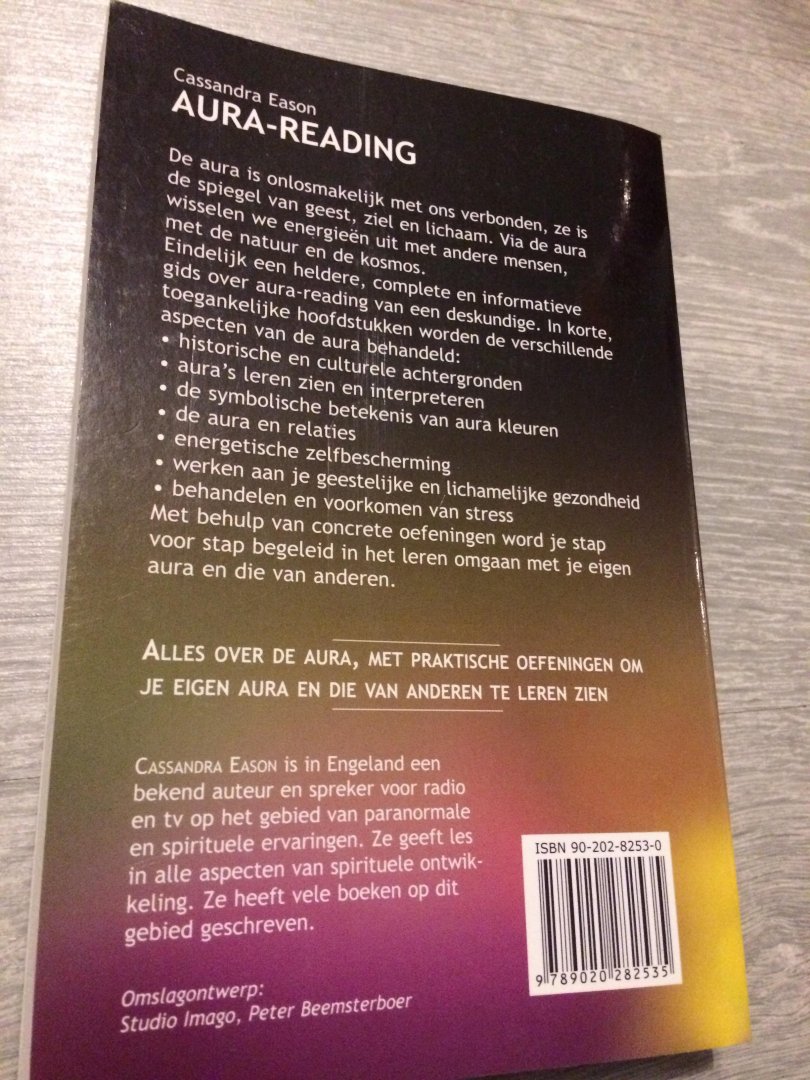 Cassandra Eason
AURA-READING
De aura is onlosmakelijk met ons verbonden, ze is
de spiegel van geest, ziel en lichaam. Via de aura
wisselen we energieën uit met andere mensen,
met de natuur en de kosmos.
Eindelijk een heldere, complete en informatieve
gids over aura-reading van een deskundige. In korte,
toegankelijke hoofdstukken worden de verschillende
aspecten van de aura behandeld:
• historische en culturele achtergronden
• aura's leren zien en interpreteren
• de symbolische betekenis van aura kleuren
• de aura en relaties
• energetische zelfbescherming
• werken aan je geestelijke en lichamelijke gezondheid
• behandelen en voorkomen van stress
Met behulp van concrete oefeningen word je stap
voor stap begeleid in het leren omgaan met je eigen
aura en die van anderen.
ALLES OVER DE AURA, MET PRAKTISCHE OEFENINGEN OM
JE EIGEN AURA EN DIE VAN ANDEREN TE LEREN ZIEN
CASSANDRA EASON is in Engeland een
bekend auteur en spreker voor radio
en tv op het gebied van paranormale
en spirituele ervaringen. Ze geeft les
in alle aspecten van spirituele ontwik-
keling. Ze heeft vele boeken op dit
gebied geschreven.
Omslagontwerp:
Studio Imago, Peter Beemsterboer
ISBN 90-202-8253-0
9 789020 282535